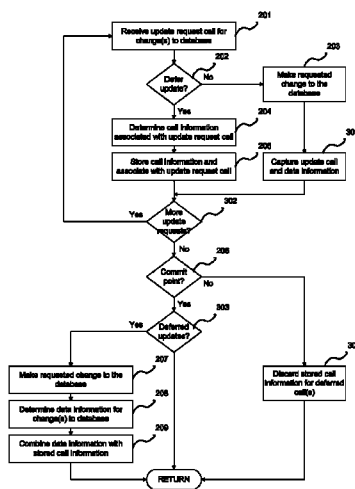 201
Receive update request call for
change(s) to database
202
Defer
update?
No
203
Make requested
change to the
database
Yes
204
Determine call information
associated with update request call
205
Store call information and
associate with update request call
30
Capture update call
and data information
Yes
More
update
requests?
302
No
206
Commit
point?
No
Yes
303
Deferred
updates?
Yes
207
Make requested change to the
database
208
Determine data information for
change(s) to database
209
Combine data information with
stored call information
30
Discard stored call
information for deferred
call(s)
RETURN